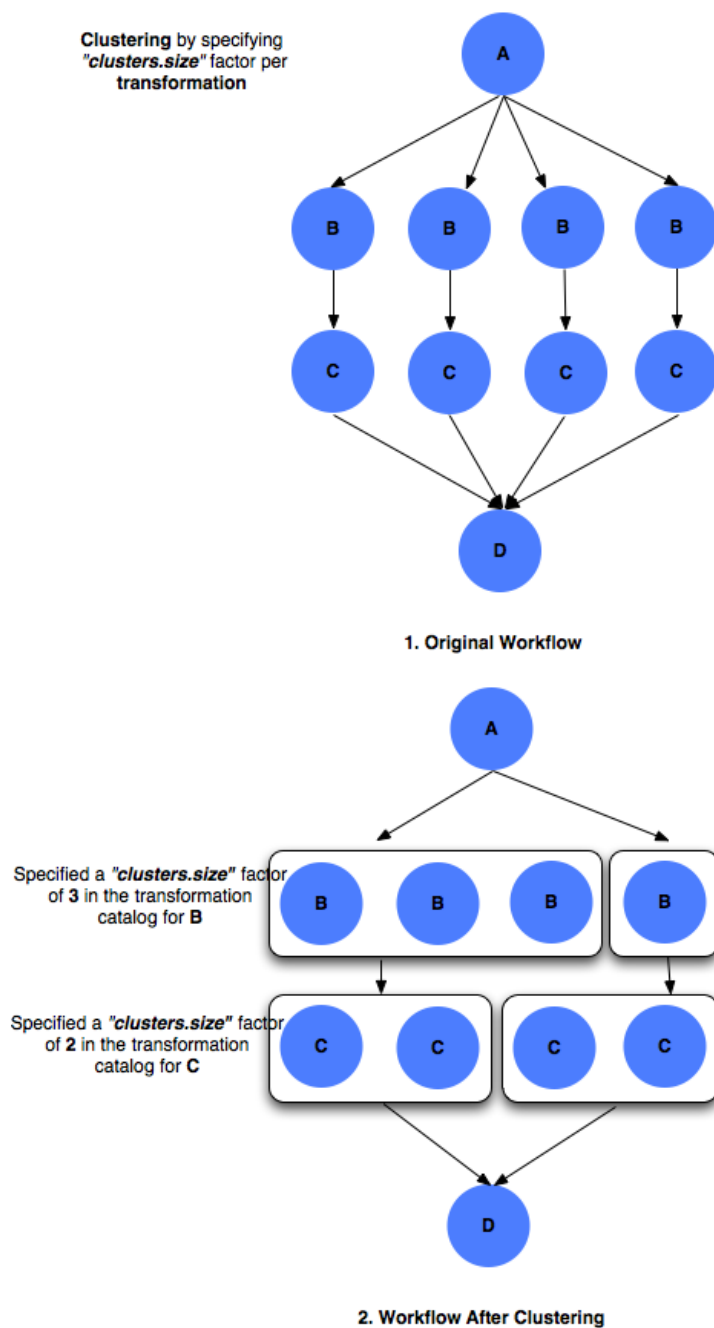 Clustering by specifying
"clusters.size" factor per
transformation
A
B B B B
C C C C
D
1. Original Workflow
A
Specified a "clusters.size" factor
of 3 in the transformation
catalog for B
B B B B
Specified a "clusters.size" factor
of 2 in the transformation
catalog for C
C C C C
D
2. Workflow After Clustering